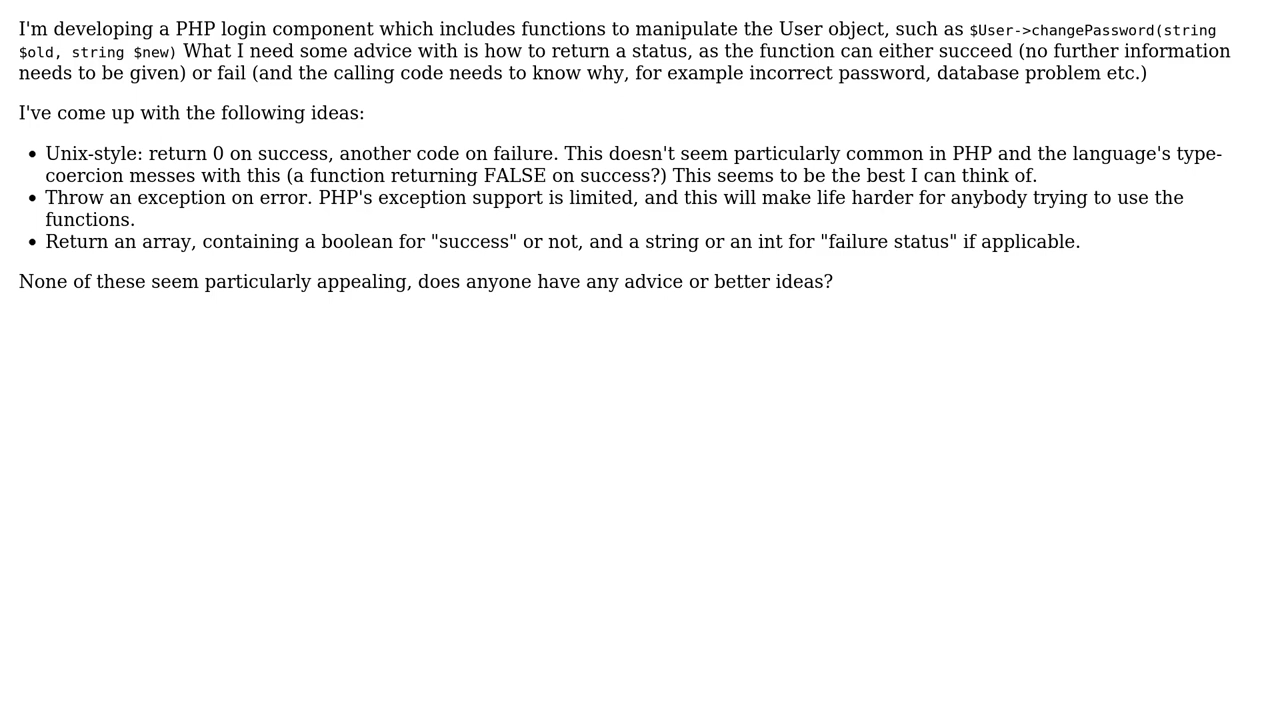 I'm developing a PHP login component which includes functions to manipulate the User object, such as $User->changePassword(string
$old, string $new) What I need some advice with is how to return a status, as the function can either succeed (no further information
needs to be given) or fail (and the calling code needs to know why, for example incorrect password, database problem etc.)
I've come up with the following ideas:
• Unix-style: return 0 on success, another code on failure. This doesn't seem particularly common in PHP and the language's type-
coercion messes with this (a function returning FALSE on success?) This seems to be the best I can think of.
• Throw an exception on error. PHP's exception support is limited, and this will make life harder for anybody trying to use the
functions.
• Return an array, containing a boolean for "success" or not, and a string or an int for "failure status" if applicable.
None of these seem particularly appealing, does anyone have any advice or better ideas?